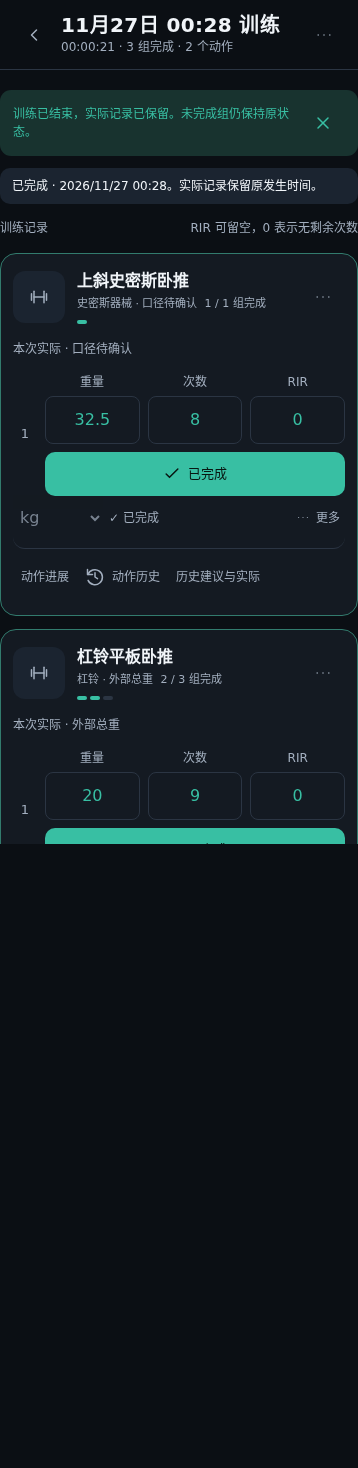 11月27日 00:28 训练
00:00:21 · 3 组完成 · 2 个动作
训练已结束，实际记录已保留。未完成组仍保持原状
态。
已完成 · 2026/11/27 00:28。实际记录保留原发生时间。
训练记录
RIR 可留空，0 表示无剩余次数
上斜史密斯卧推
史密斯器械 · 口径待确认 1 / 1 组完成
本次实际 · 口径待确认
重量 次数 RIR
1 32.5 8 0
已完成
kg ✓ 已完成 ··· 更多
动作进展 动作历史 历史建议与实际
杠铃平板卧推
杠铃 · 外部总重 2 / 3 组完成
本次实际 · 外部总重
重量 次数 RIR
1 20 9 0